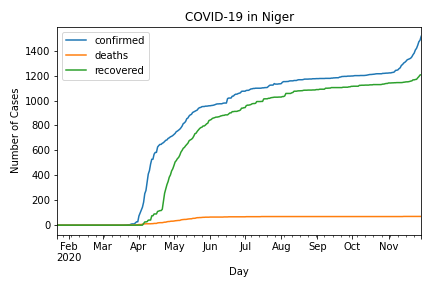 COVID-19 in Niger
confirmed
deaths
recovered
Number of Cases
1400
1200
1000
800
600
400
200
0
Feb Mar Apr May Jun Jul Aug Sep Oct Nov
2020
Day